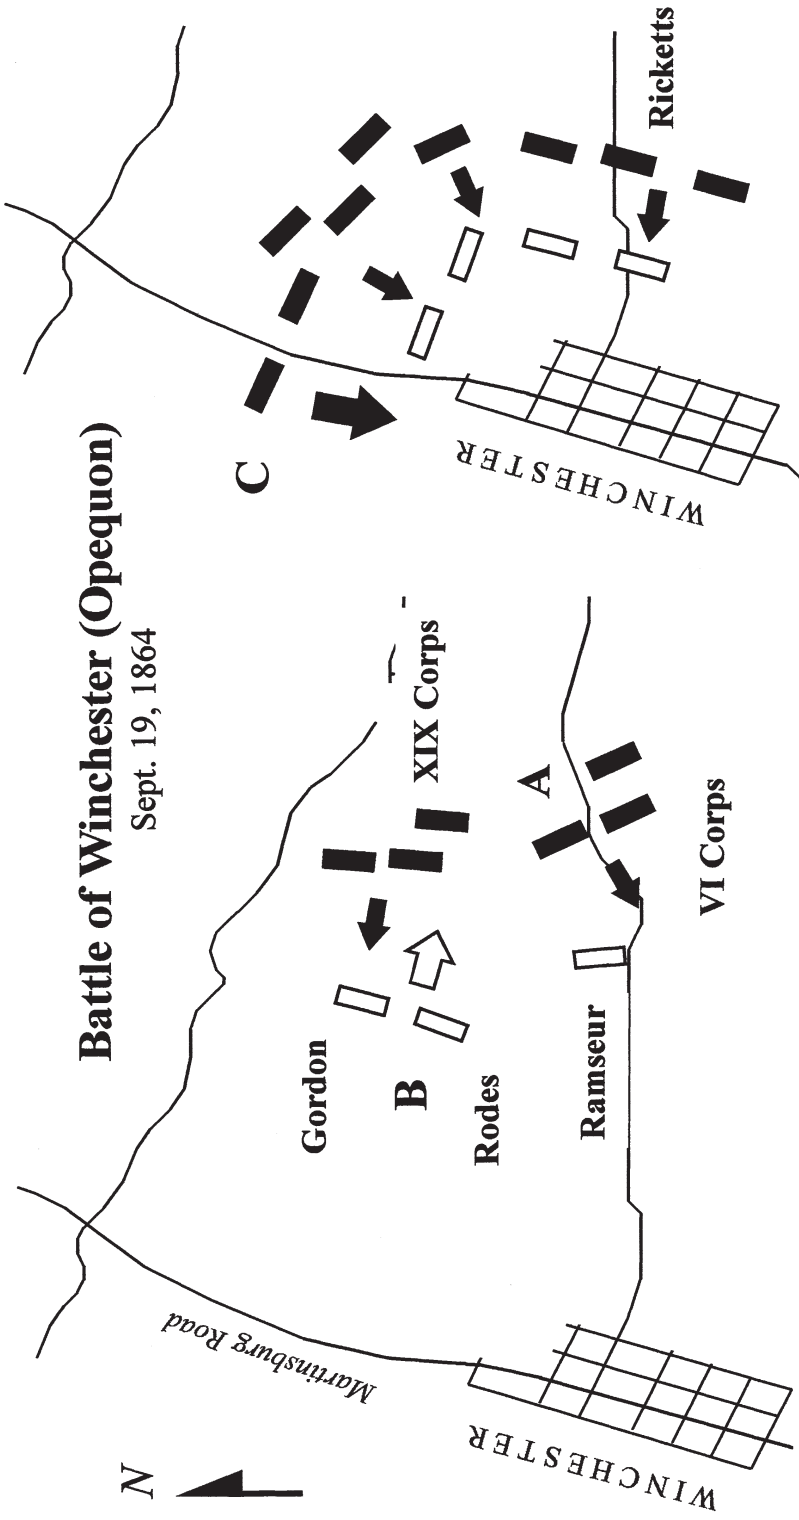 Battle of Winchester (Opequon)
Sept. 19, 1864
N
Martinsburg Road
WINCHESTER
Gordon
B
Rodes
Ramseur
XIX Corps
A
VI Corps
C
WINCHESTER
Ricketts